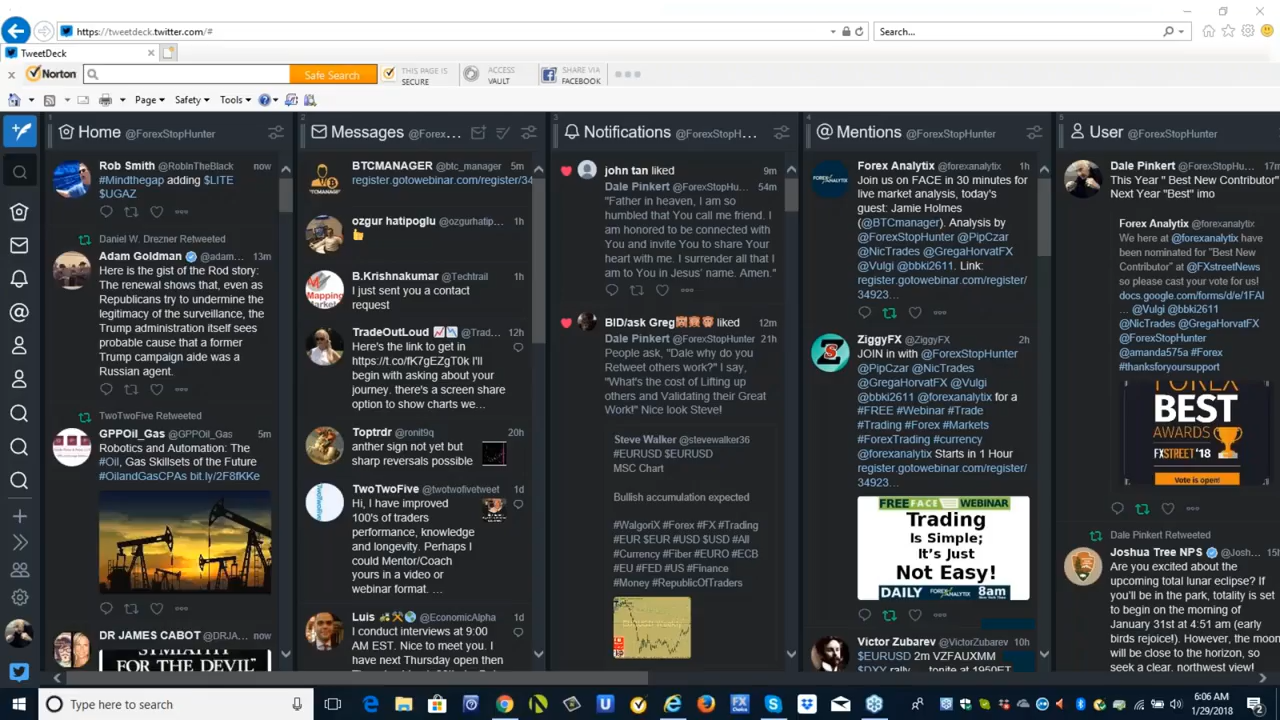 https://tweetdeck.twitter.com/#
Search...
TweetDeck
Norton
Safe Search
THIS PAGE IS
SECURE
ACCESS
VAULT
SHARE VIA
FACEBOOK
Page
Safety
Tools
1
Home @ForexStopHunter
Rob Smith @RobInTheBlack now
#Mindthegap adding $LITE
$UGAZ
Daniel W. Drezner Retweeted
Adam Goldman @adam... 13m
Here is the gist of the Rod story:
The renewal shows that, even as
Republicans try to undermine the
legitimacy of the surveillance, the
Trump administration itself sees
probable cause that a former
Trump campaign aide was a
Russian agent.
TwoTwoFive Retweeted
GPPOil_Gas @GPPOil_Gas 5m
Robotics and Automation: The
#Oil, Gas Skillsets of the Future
#OilandGasCPAs bit.ly/2F8fKKe
DR JAMES CABOT @DRJA... now
SYMPATHY
FOR THE DEVIL
2
Messages @Forex...
BTCMANAGER @btc_manager 5m
register.gotowebinar.com/register/34
ozgur hatipoglu @ozgurhatip... 1h
B.Krishnakumar @Techtrail 1h
I just sent you a contact
request
TradeOutLoud @Trad... 12h
Here's the link to get in
https://t.co/fK7gEZgT0k I'll
begin with asking about your
journey. there's a screen share
option to show charts we...
Toptrdr @ronit9q 20h
anther sign not yet but
sharp reversals possible
TwoTwoFive @twotwofivetweet 1d
Hi, I have improved
100's of traders
performance, knowledge
and longevity. Perhaps I
could Mentor/Coach
yours in a video or
webinar format. ...
Luis @EconomicAlpha 1d
I conduct interviews at 9:00
AM EST. Nice to meet you. I
have next Thursday open then
3
Notifications @ForexStopH...
john tan liked 9m
Dale Pinkert @ForexStopHu... 54m
"Father in heaven, I am so
humbled that You call me friend. I
am honored to be connected with
You and invite You to share Your
heart with me. I surrender all that I
am to You in Jesus' name. Amen."
BID/ask Greg liked 12m
Dale Pinkert @ForexStopHunter 21h
People ask, "Dale why do you
Retweet others work?" I say,
"What's the cost of Lifting up
others and Validating their Great
Work!" Nice look Steve!
Steve Walker @stevewalker36
#EURUSD $EURUSD
MSC Chart
Bullish accumulation expected
#WalgoriX #Forex #FX #Trading
#EUR $EUR #USD $USD #All
#Currency #Fiber #EURO #ECB
#EU #FED #US #Finance
#Money #RepublicOfTraders
4
Mentions @ForexStopHunter
Forex Analytix @forexanalytix 1h
Join us on FACE in 30 minutes for
live market analysis, today's
guest: Jamie Holmes
(@BTCmanager). Analysis by
@ForexStopHunter @PipCzar
@NicTrades @GregaHorvatFX
@Vulgi @bbki2611. Link:
register.gotowebinar.com/register/
34923...
ZiggyFX @ZiggyFX 2h
JOIN in with @ForexStopHunter
@PipCzar @NicTrades
@GregaHorvatFX @Vulgi
@bbki2611 @forexanalytix for a
#FREE #Webinar #Trade
#Trading #Forex #Markets
#ForexTrading #currency
@forexanalytix Starts in 1 Hour
register.gotowebinar.com/register/
34923...
FREE FACE WEBINAR
Trading
Is Simple;
It's Just
Not Easy!
DAILY FOREX ANALYTIX 8am
New York Time
Victor Zubarev @VictorZubarev 10h
$EURUSD 2m VZFAUXMM
$DXY rally ... tonite at 1950ET
5
User @ForexStopHunter
Dale Pinkert @ForexStopHunter 17m
This Year " Best New Contributor"
Next Year "Best" imo
Forex Analytix @forexanalytix
We here at @forexanalytix have
been nominated for "Best New
Contributor" at @FXstreetNews
so please cast your vote for us!
docs.google.com/forms/d/e/1FAI
... @Vulgi @bbki2611
@NicTrades @GregaHorvatFX
@ForexStopHunter
@amanda575a #Forex
#thanksforyoursupport
FOREX
BEST
AWARDS
FXSTREET '18
Vote is open!
Dale Pinkert Retweeted
Joshua Tree NPS @Josh... 15h
Are you excited about the
upcoming total lunar eclipse? If
you'll be in the park, totality is set
to begin on the morning of
January 31st at 4:51 am (early
birds rejoice!). However, the moon
will be close to the horizon, so
seek a clear, northwest view!
Type here to search
6:06 AM
1/29/2018